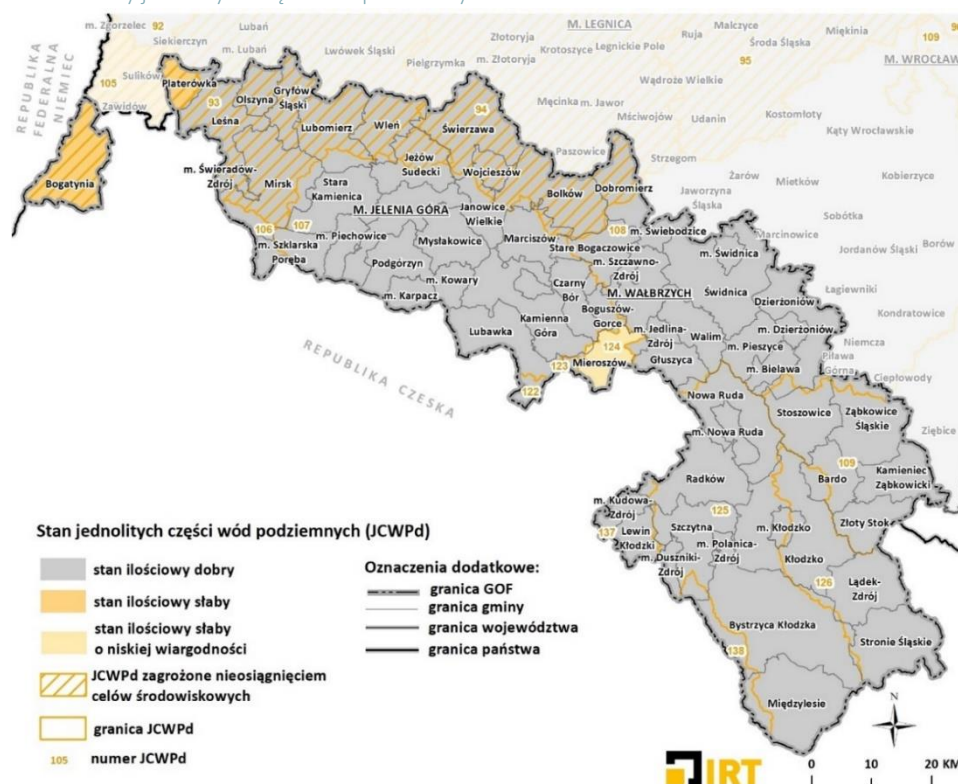 m. Zgorzelec
92
Lubań
Siekierczyn
m. Lubań
Lwówek Śląski
Złotoryja
m. Złotoryja
Pielgrzymka
Krotoszyce
M. LEGNICA
Legnickie Pole
Ruja
Malczyce
Środa Śląska
Miękinia
109
M. WROCŁAW
95
REPUBLIKA
FEDERALNA
NIEMIEC
105
Sulików
Zawidów
Platerówka
93
Olszyna
Gryfów
Śląski
Leśna
Lubomierz
Wleń
94
Świerzawa
Męcinka
m. Jawor
Mściwojów
Wądroże Wielkie
Udanin
Kostomłoty
Kąty Wrocławskie
Bogatynia
m. Świeradów-
Zdrój
Mirsk
Jeżów
Sudecki
Wojcieszów
Paszowice
Bolków
Dobromierz
Strzegom
Żarów
Mietków
Kobierzyce
Stara
Kamienica
M. JELENIA GÓRA
Janowice
Wielkie
Marciszów
Jaworzyna
Śląska
Sobótka
106
107
m. Szklarska
Poręba
m. Piechowice
Mysłakowice
108
m. Świebodzice
Stare Bogaczowice
Marcinowice
Jordanów Śląski
Borów
Podgórzyn
m. Kowary
m. Karpacz
m. Szczawno-
Zdrój
m. Świdnica
Czarny
Bór
M. WAŁBRZYCH
Świdnica
Łagiewniki
Boguszów-
Gorce
Dzierżoniów
Kondratowice
Lubawka
Kamienna
Góra
m. Jedlina-
Zdrój
Walim
m. Dzierżoniów
REPUBLIKA CZESKA
124
Mieroszów
123
122
Głuszyca
m. Pieszyce
m. Bielawa
Niemcza
Piława
Górna
Ciepłowody
Nowa Ruda
m. Nowa Ruda
Stoszowice
Ząbkowice
Śląskie
Ziębice
109
Radków
Bardo
Kamieniec
Ząbkowicki
m. Kudowa-
Zdrój
125
137
Lewin
Kłodzki
Szczytna
m. Kłodzko
Złoty Stok
m. Duszniki-
Zdrój
m. Polanica-
Zdrój
Kłodzko
126
Lądek-
Zdrój
Bystrzyca Kłodzka
Stronie Śląskie
138
Międzylesie
Stan jednolitych części wód podziemnych (JCWPd)
stan ilościowy dobry
stan ilościowy słaby
stan ilościowy słaby
o niskiej wiargodności
JCWPd zagrożone nieosiągnięciem
celów środowiskowych
granica JCWPd
105
numer JCWPd
Oznaczenia dodatkowe:
granica GOF
granica gminy
granica województwa
granica państwa
N
IRT
0 10 20 KM